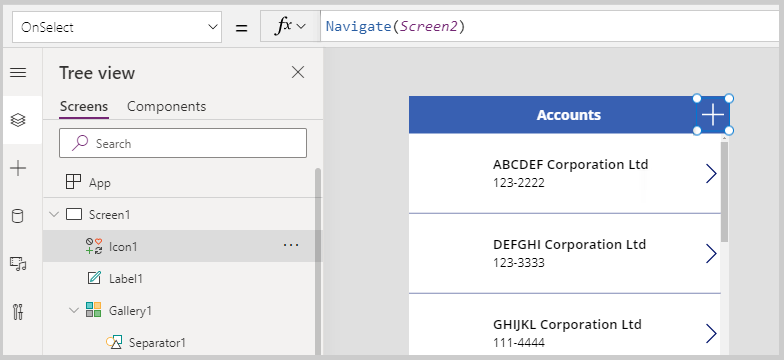 OnSelect = fx Navigate(Screen2)
Tree view
Screens Components
Search
App
Screen1
Icon1 ...
Label1
Gallery1
Separator1
Accounts
ABCDEF Corporation Ltd
123-2222
DEFGHI Corporation Ltd
123-3333
GHIJKL Corporation Ltd
111-4444